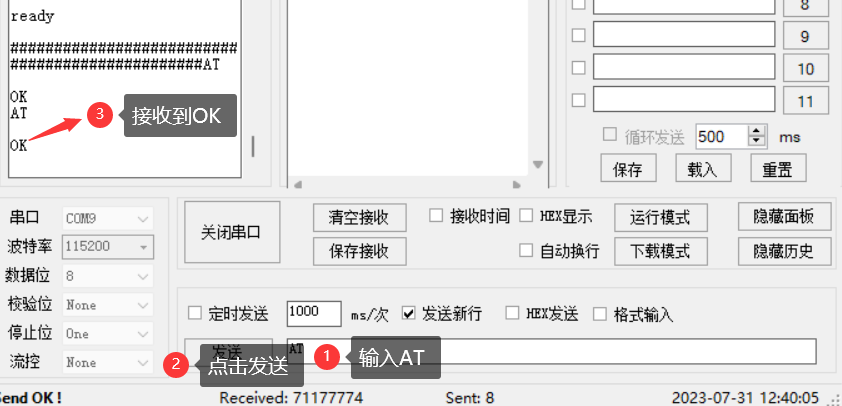 ready
##########################
######################AT
OK
AT
OK
3 接收到OK
8
9
10
11
循环发送 500 ms
保存 载入 重置
串口 COM9
波特率 115200
数据位 8
校验位 None
停止位 One
流控 None
关闭串口
清空接收 接收时间 HEX显示 运行模式 隐藏面板
保存接收 自动换行 下载模式 隐藏历史
定时发送 1000 ms/次 发送新行 HEX发送 格式输入
发送 AT
1 输入AT
2 点击发送
Send OK! Received: 71177774 Sent: 8 2023-07-31 12:40:05